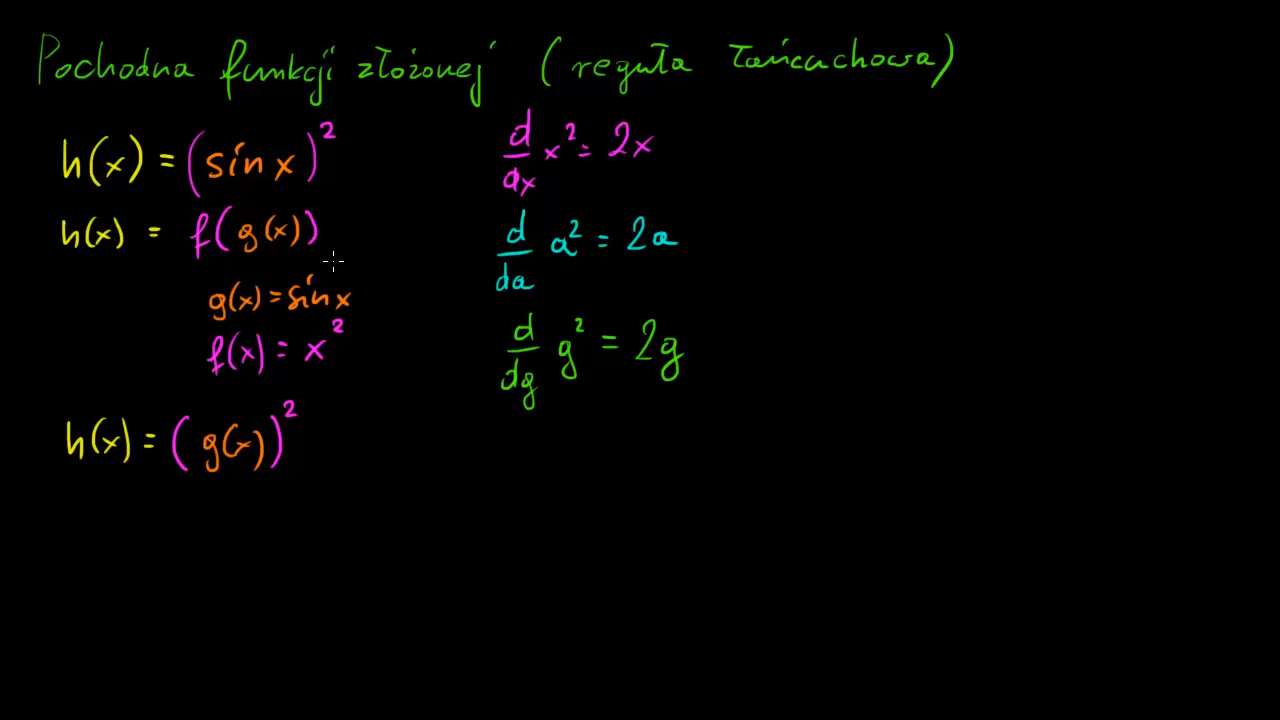 Pochodna funkcji złożonej (reguła łańcuchowa)
h(x) = (sin x)²
h(x) = f(g(x))
g(x) = sin x
f(x) = x²
h(x) = (g(x))²
d/dx x² = 2x
d/da a² = 2a
d/dg g² = 2g